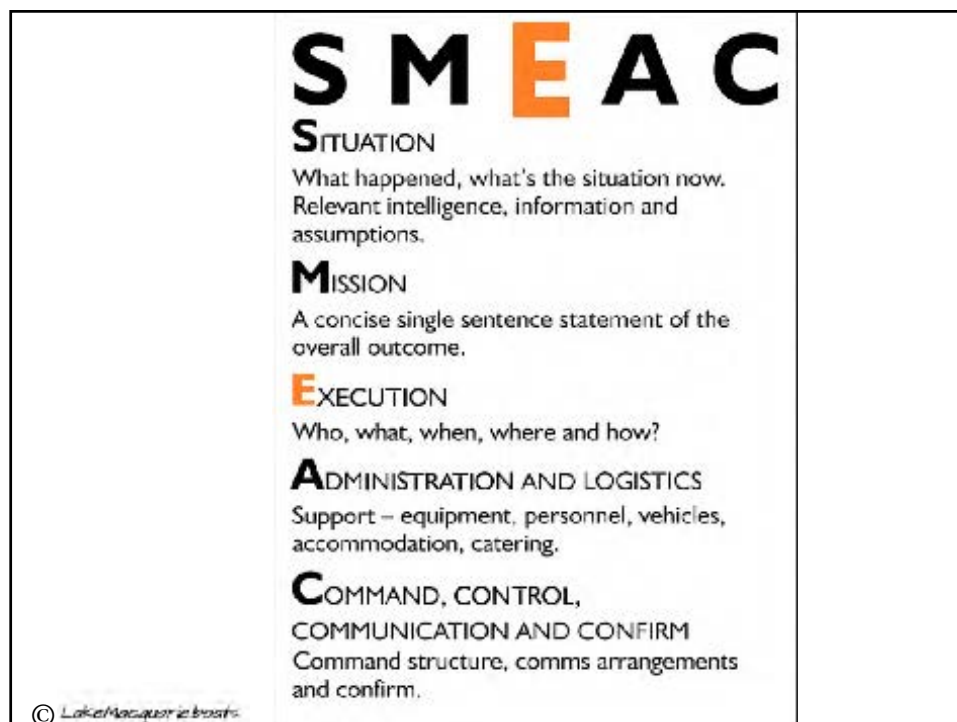 S M E A C
SITUATION
What happened, what's the situation now.
Relevant intelligence, information and
assumptions.
MISSION
A concise single sentence statement of the
overall outcome.
EXECUTION
Who, what, when, where and how?
ADMINISTRATION AND LOGISTICS
Support – equipment, personnel, vehicles,
accommodation, catering.
COMMAND, CONTROL,
COMMUNICATION AND CONFIRM
Command structure, comms arrangements
and confirm.
© LakeMacquarieboats